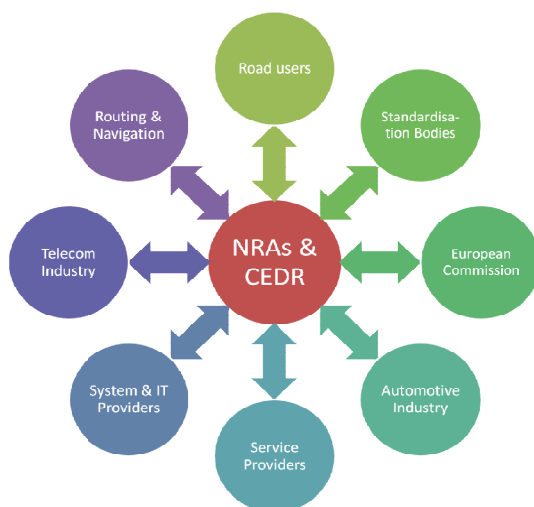 Road users
Routing &
Navigation
Standardisa-
tion Bodies
NRAs &
CEDR
Telecom
Industry
European
Commission
System & IT
Providers
Automotive
Industry
Service
Providers